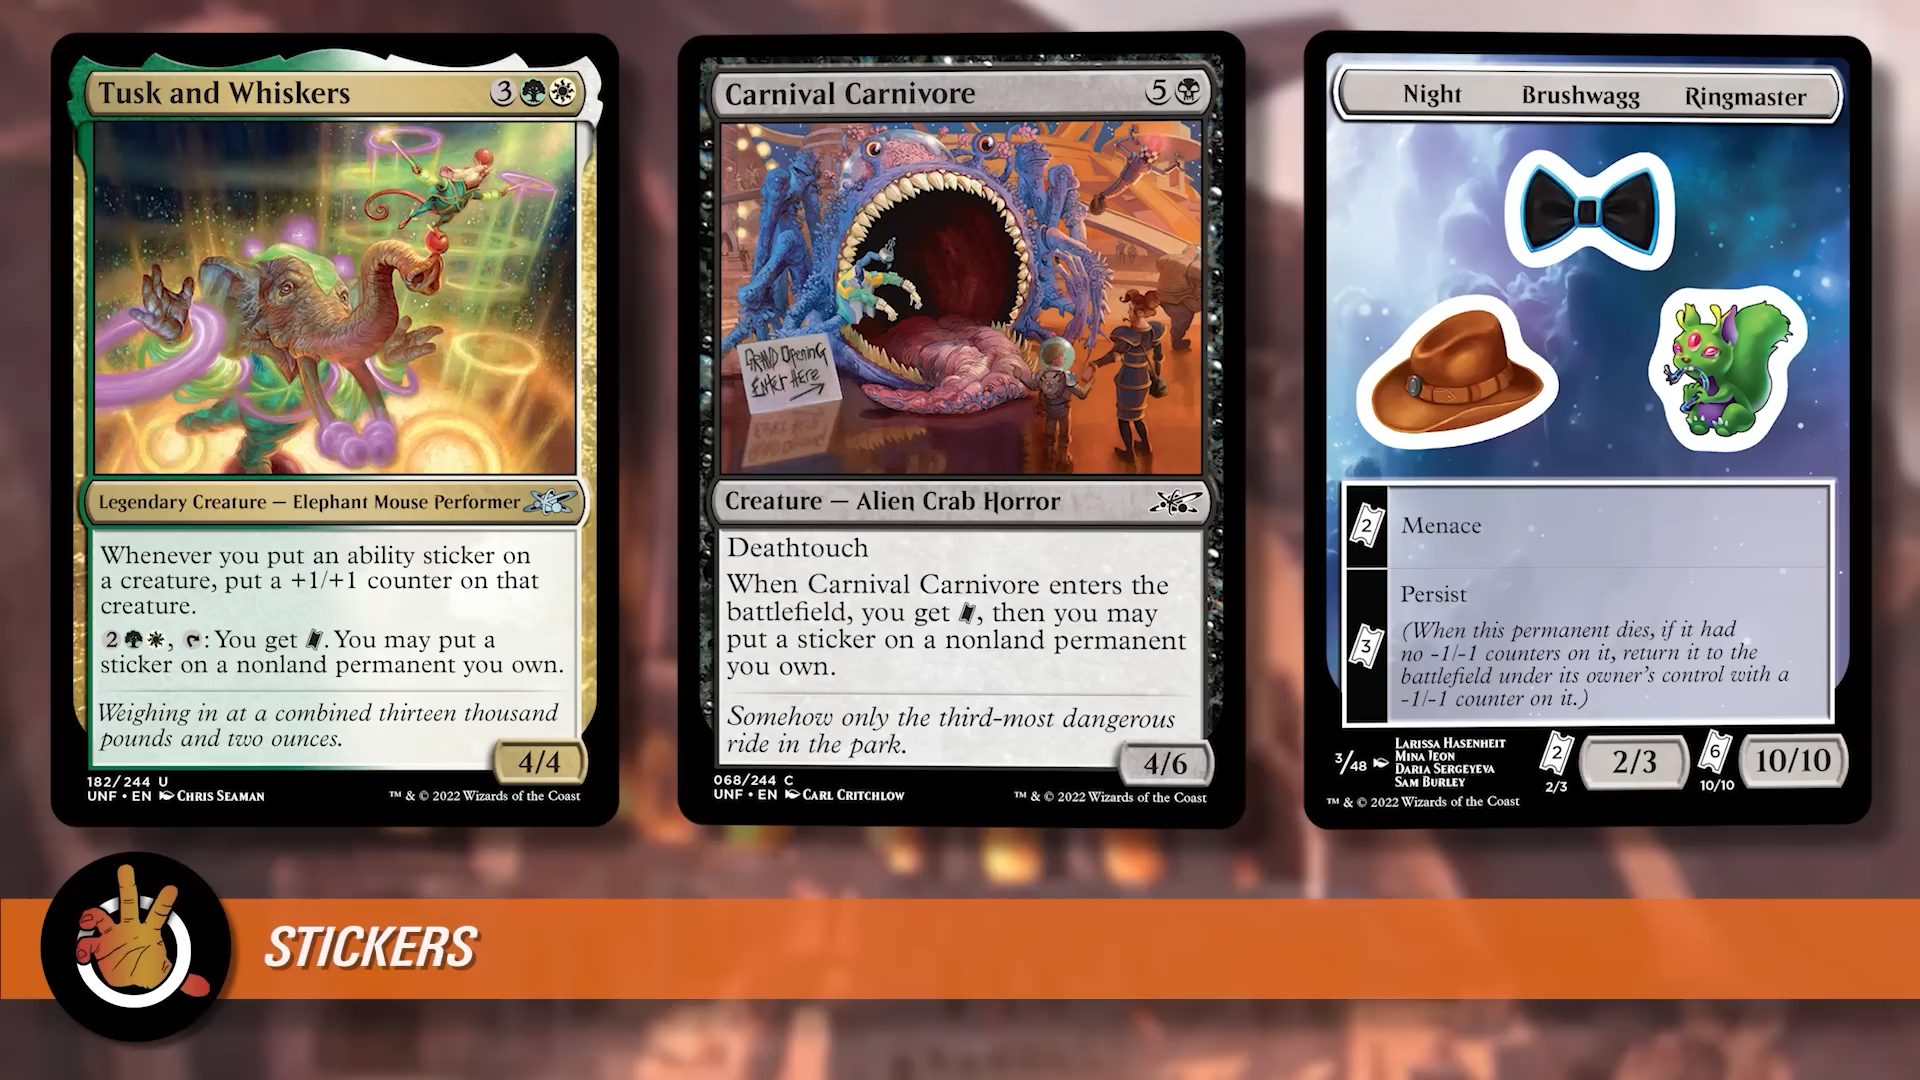 Tusk and Whiskers 3
Legendary Creature — Elephant Mouse Performer
Whenever you put an ability sticker on
a creature, put a +1/+1 counter on that
creature.
2 , : You get . You may put a
sticker on a nonland permanent you own.
Weighing in at a combined thirteen thousand
pounds and two ounces.
4/4
182/244 U
UNF • EN Chris Seaman
™ & © 2022 Wizards of the Coast
Carnival Carnivore 5
GRAND OPENING
ENTER HERE
Creature — Alien Crab Horror
Deathtouch
When Carnival Carnivore enters the
battlefield, you get , then you may
put a sticker on a nonland permanent
you own.
Somehow only the third-most dangerous
ride in the park.
4/6
068/244 C
UNF • EN Carl Critchlow
™ & © 2022 Wizards of the Coast
Night Brushwagg Ringmaster
2 Menace
3 Persist
(When this permanent dies, if it had
no -1/-1 counters on it, return it to the
battlefield under its owner's control with a
-1/-1 counter on it.)
3/48
Larissa Hasenheit
Mina Jeon
Daria Sergeyeva
Sam Burley
™ & © 2022 Wizards of the Coast
2 2/3
2/3
6 10/10
10/10
STICKERS